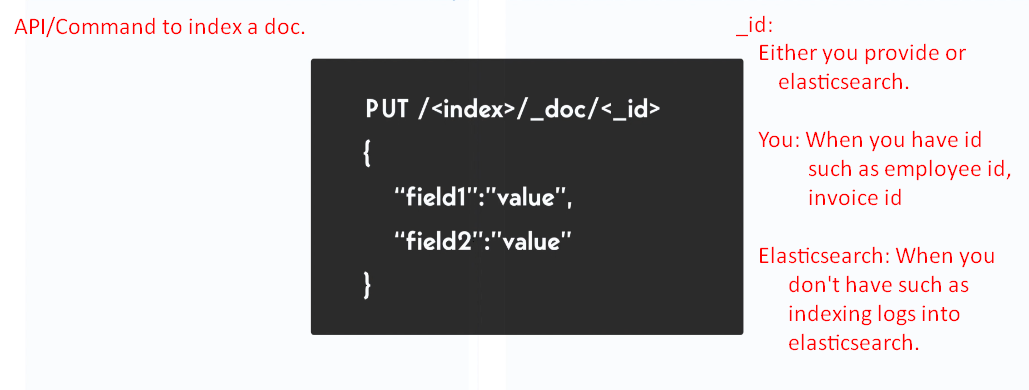 API/Command to index a doc.
PUT /<index>/_doc/<_id>
{
“field1":"value",
“field2":"value"
}
_id:
Either you provide or
elasticsearch.
You: When you have id
such as employee id,
invoice id
Elasticsearch: When you
don't have such as
indexing logs into
elasticsearch.